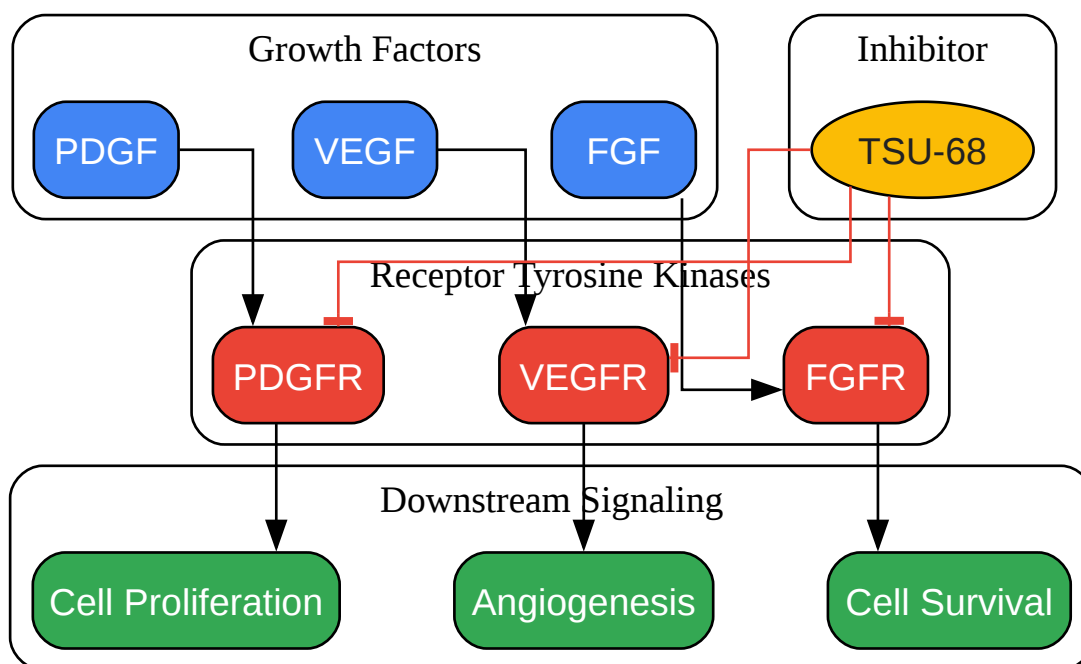 Growth Factors
Inhibitor
PDGF
VEGF
FGF
TSU-68
Receptor Tyrosine Kinases
PDGFR
VEGFR
FGFR
Downstream Signaling
Cell Proliferation
Angiogenesis
Cell Survival